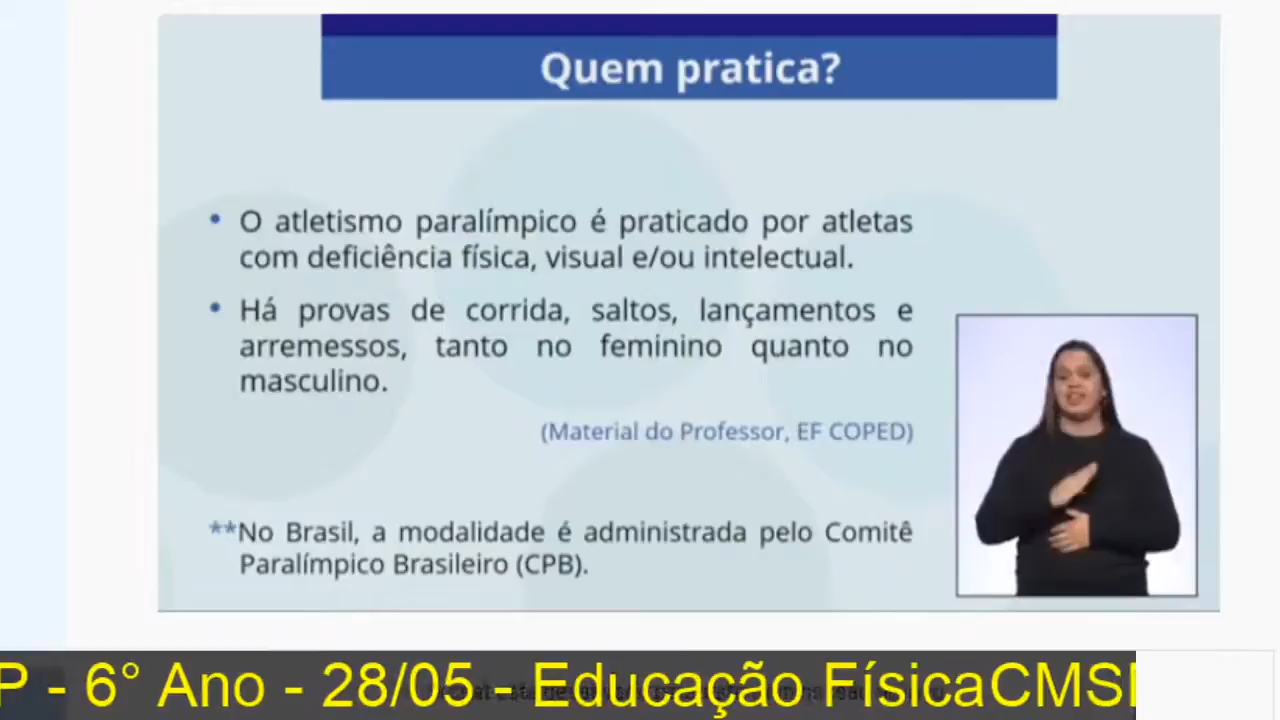 Quem pratica?
• O atletismo paralímpico é praticado por atletas
com deficiência física, visual e/ou intelectual.
• Há provas de corrida, saltos, lançamentos e
arremessos, tanto no feminino quanto no
masculino.
(Material do Professor, EF COPED)
**No Brasil, a modalidade é administrada pelo Comitê
Paralímpico Brasileiro (CPB).
P - 6° Ano - 28/05 - Educação FísicaCMS